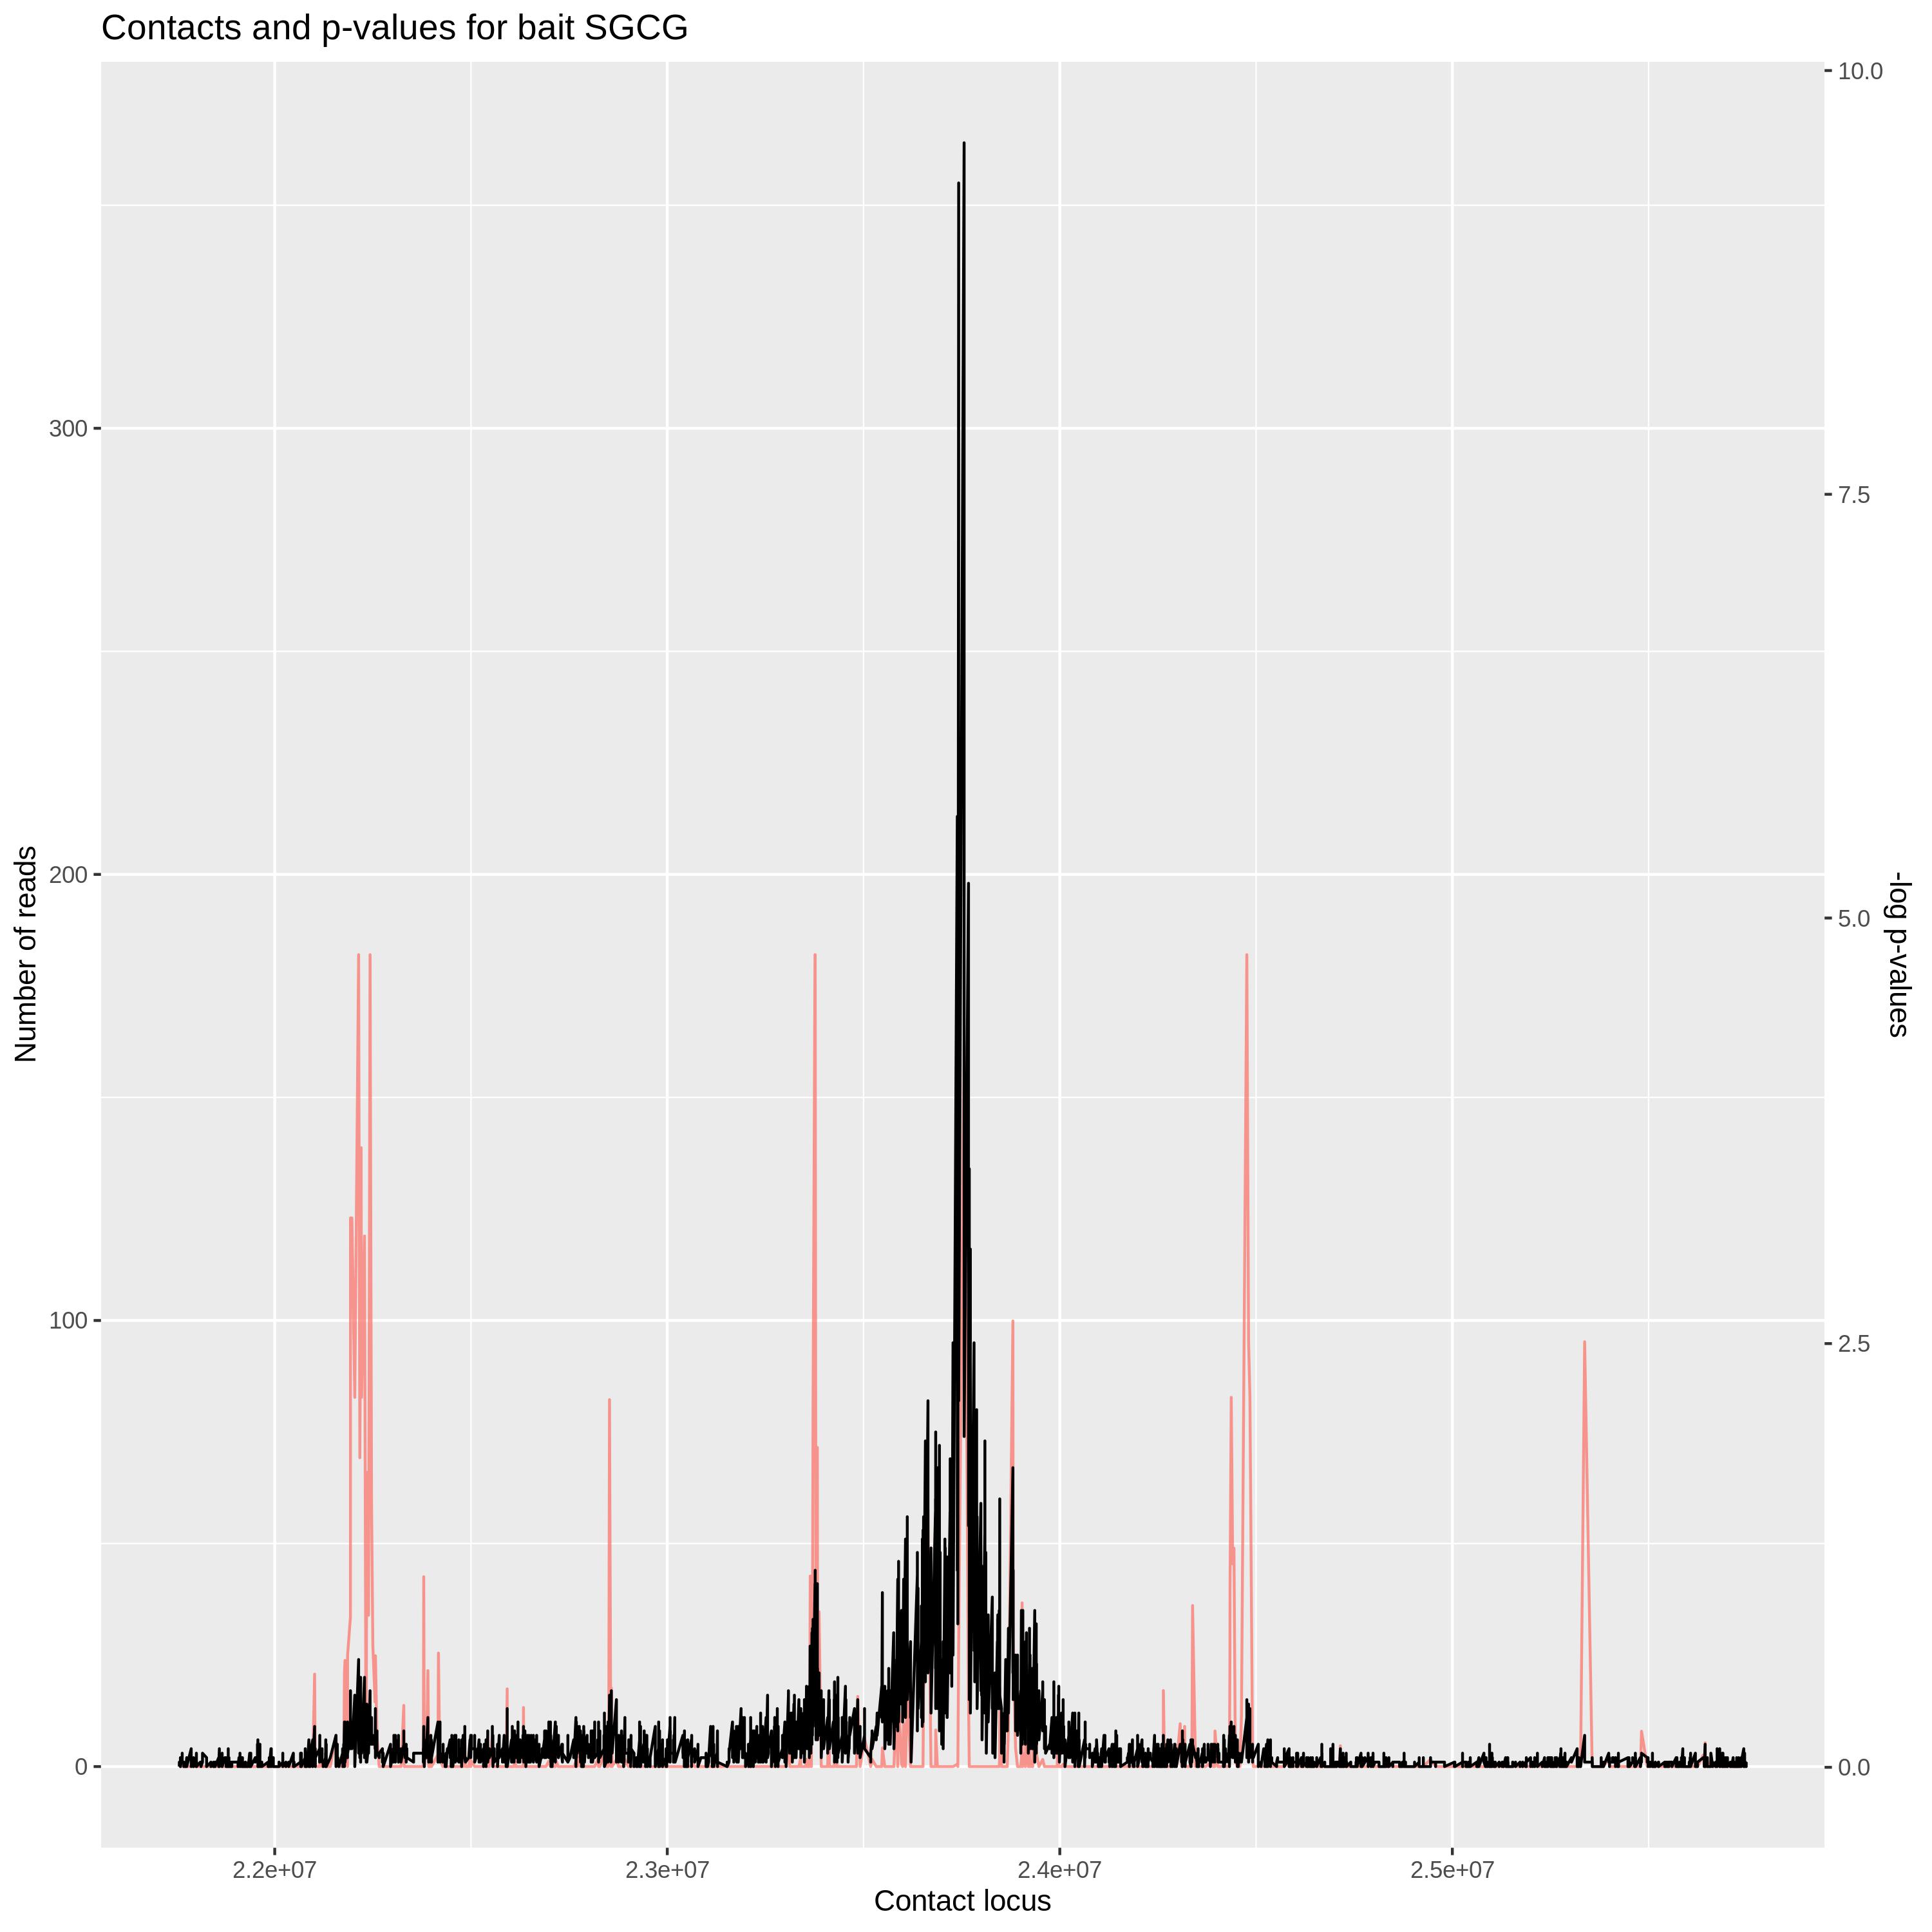 Contacts and p-values for bait SGCG
Number of reads
300
200
100
0
10.0
7.5
5.0
2.5
0.0
-log p-values
2.2e+07
2.3e+07
2.4e+07
2.5e+07
Contact locus